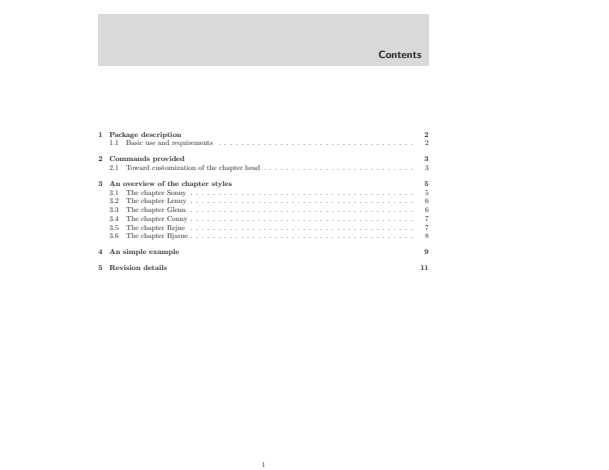 Contents
1 Package description 2
1.1 Basic use and requirements . . . . . . . . . . . . . . . . . . . . . . . . . . . . . . . . . . . 2
2 Commands provided 3
2.1 Toward customization of the chapter head . . . . . . . . . . . . . . . . . . . . . . . . . . . 3
3 An overview of the chapter styles 5
3.1 The chapter Sonny . . . . . . . . . . . . . . . . . . . . . . . . . . . . . . . . . . . . . . . . 5
3.2 The chapter Lenny . . . . . . . . . . . . . . . . . . . . . . . . . . . . . . . . . . . . . . . . 6
3.3 The chapter Glenn . . . . . . . . . . . . . . . . . . . . . . . . . . . . . . . . . . . . . . . . 6
3.4 The chapter Conny . . . . . . . . . . . . . . . . . . . . . . . . . . . . . . . . . . . . . . . . 7
3.5 The chapter Rejne . . . . . . . . . . . . . . . . . . . . . . . . . . . . . . . . . . . . . . . . 7
3.6 The chapter Bjarne . . . . . . . . . . . . . . . . . . . . . . . . . . . . . . . . . . . . . . . . 8
4 An simple example 9
5 Revision details 11
1